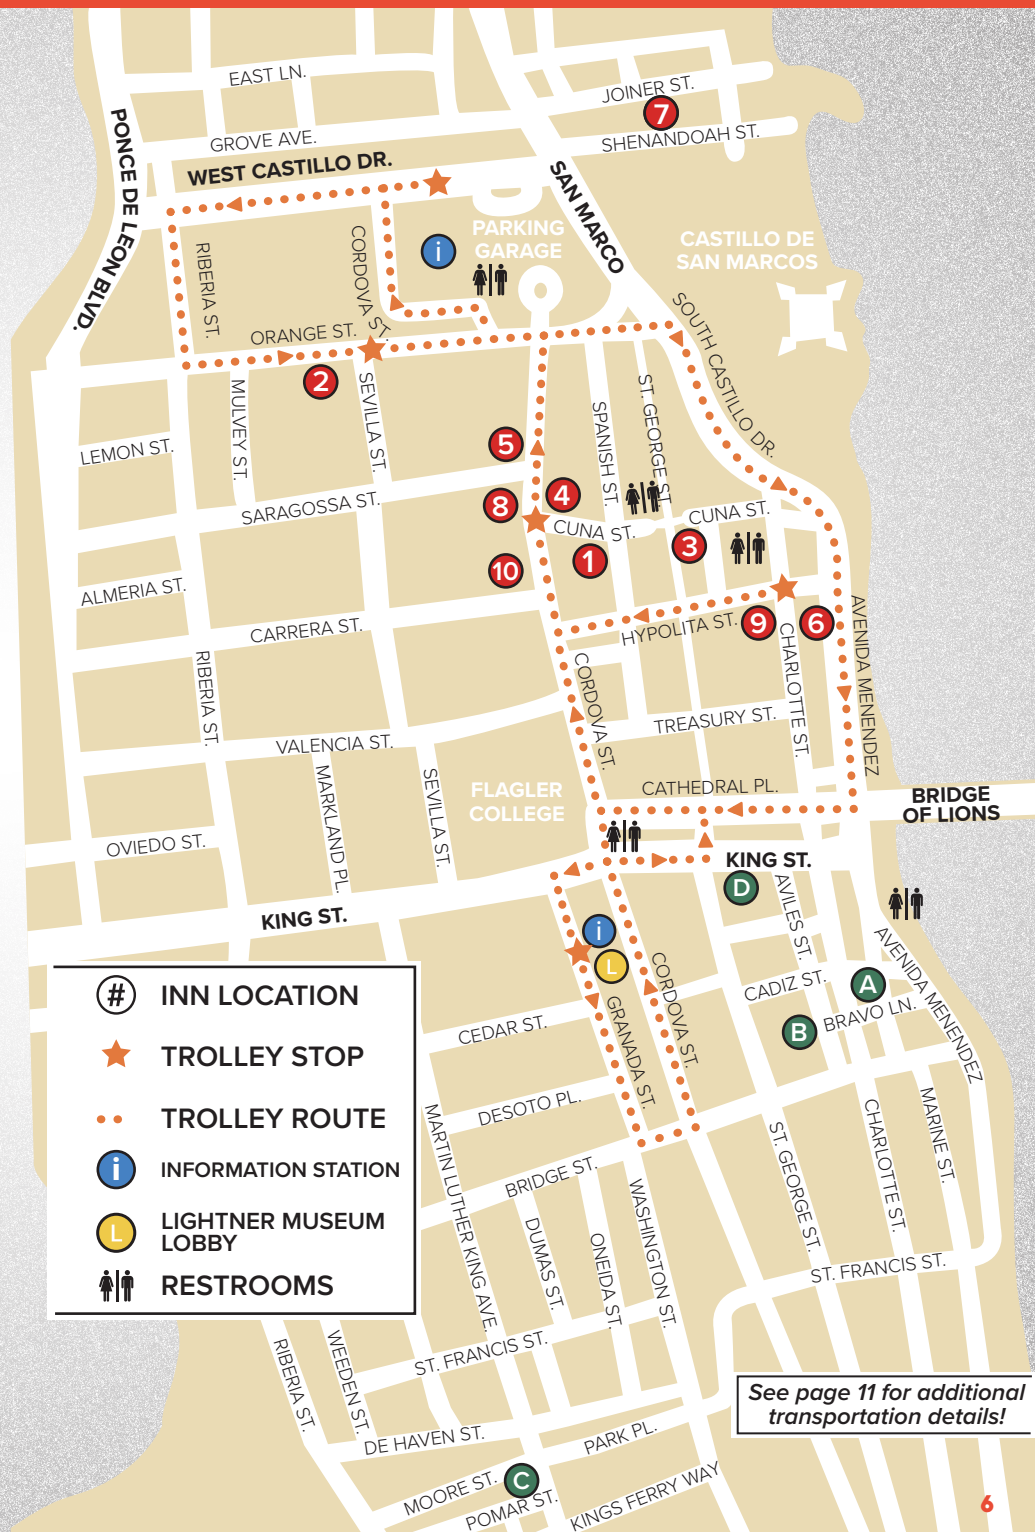 EAST LN.
JOINER ST.
7
SHENANDOAH ST.
GROVE AVE.
WEST CASTILLO DR.
PONCE DE LEON BLVD.
SAN MARCO
PARKING
GARAGE
i
CASTILLO DE
SAN MARCOS
RIBERIA ST.
CORDOVA ST.
ORANGE ST.
SOUTH CASTILLO DR.
2
MULVEY ST.
SEVILLA ST.
SPANISH ST.
ST. GEORGE ST.
LEMON ST.
5
SARAGOSSA ST.
8
4
CUNA ST.
CUNA ST.
1
3
10
ALMERIA ST.
CARRERA ST.
HYPOLITA ST.
9
6
AVENIDA MENENDEZ
CHARLOTTE ST.
RIBERIA ST.
CORDOVA ST.
TREASURY ST.
VALENCIA ST.
MARKLAND PL.
SEVILLA ST.
FLAGLER
COLLEGE
CATHEDRAL PL.
BRIDGE
OF LIONS
OVIEDO ST.
KING ST.
D
AVILES ST.
KING ST.
i
L
CORDOVA ST.
GRANADA ST.
CADIZ ST.
A
BRAVO LN.
B
AVENIDA MENENDEZ
CEDAR ST.
DESOTO PL.
MARTIN LUTHER KING AVE.
BRIDGE ST.
DUMAS ST.
ONEIDA ST.
WASHINGTON ST.
ST. GEORGE ST.
CHARLOTTE ST.
MARINE ST.
ST. FRANCIS ST.
# INN LOCATION
TROLLEY STOP
TROLLEY ROUTE
i INFORMATION STATION
L LIGHTNER MUSEUM
LOBBY
RESTROOMS
RIBERIA ST.
WEEDEN ST.
ST. FRANCIS ST.
DE HAVEN ST.
PARK PL.
MOORE ST.
C
POMAR ST.
KINGS FERRY WAY
See page 11 for additional
transportation details!
6